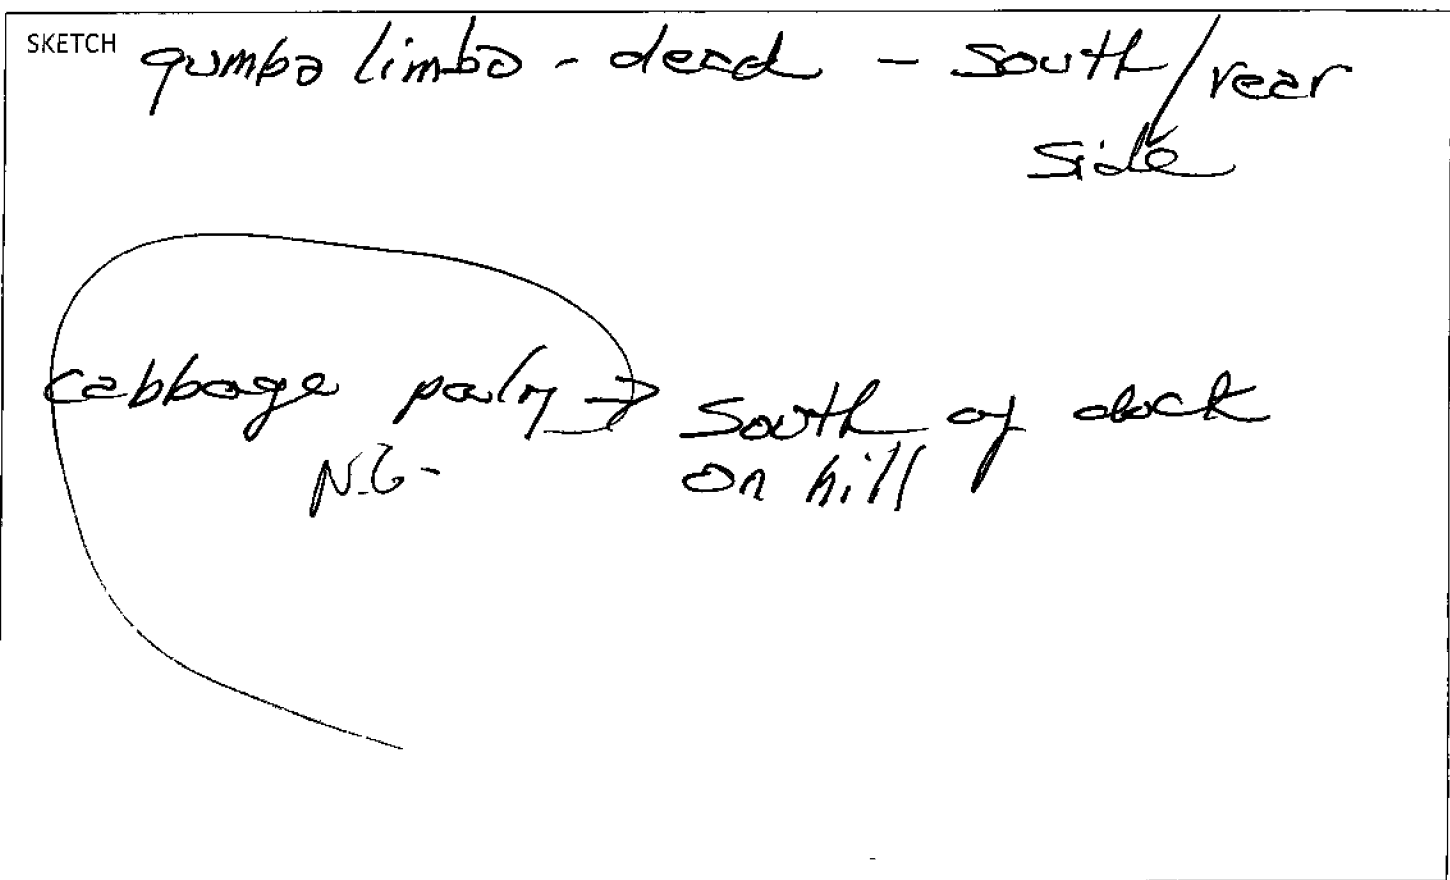 SKETCH gumbo limbo - dead - South/rear
side
cabbage palm → South of dock
N.G- on hill